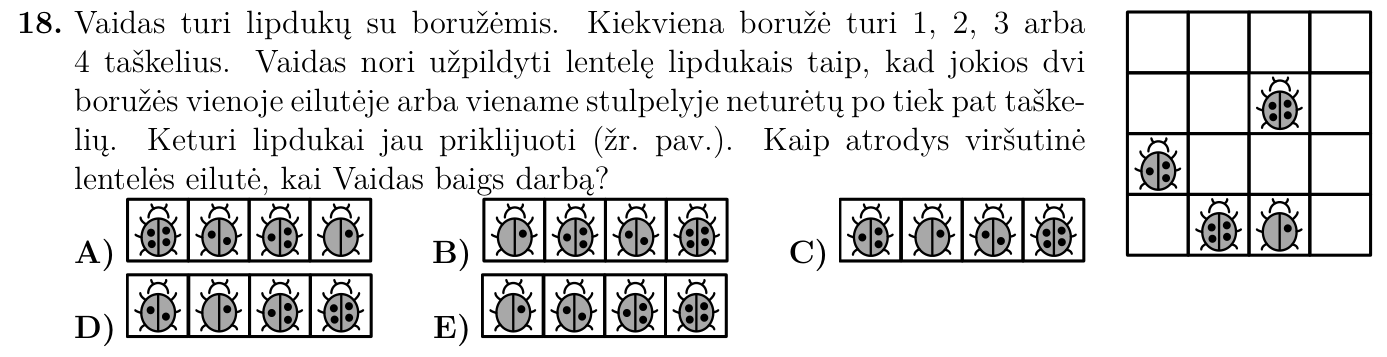 18. Vaidas turi lipdukų su boružėmis. Kiekviena boružė turi 1, 2, 3 arba
4 taškelius. Vaidas nori užpildyti lentelę lipdukais taip, kad jokios dvi
boružės vienoje eilutėje arba viename stulpelyje neturėtų po tiek pat taške-
lių. Keturi lipdukai jau priklijuoti (žr. pav.). Kaip atrodys viršutinė
lentelės eilutė, kai Vaidas baigs darbą?
A) B) C)
D) E)